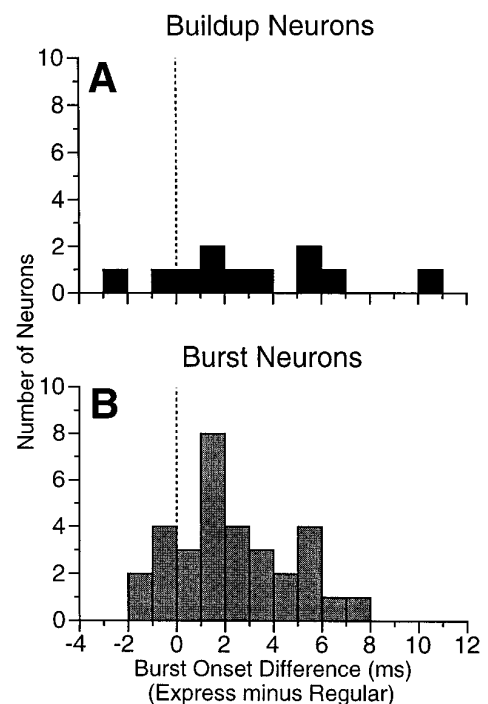 Buildup Neurons
A
10
8
6
4
2
0
Number of Neurons
Burst Neurons
B
10
8
6
4
2
0
-4 -2 0 2 4 6 8 10 12
Burst Onset Difference (ms)
(Express minus Regular)